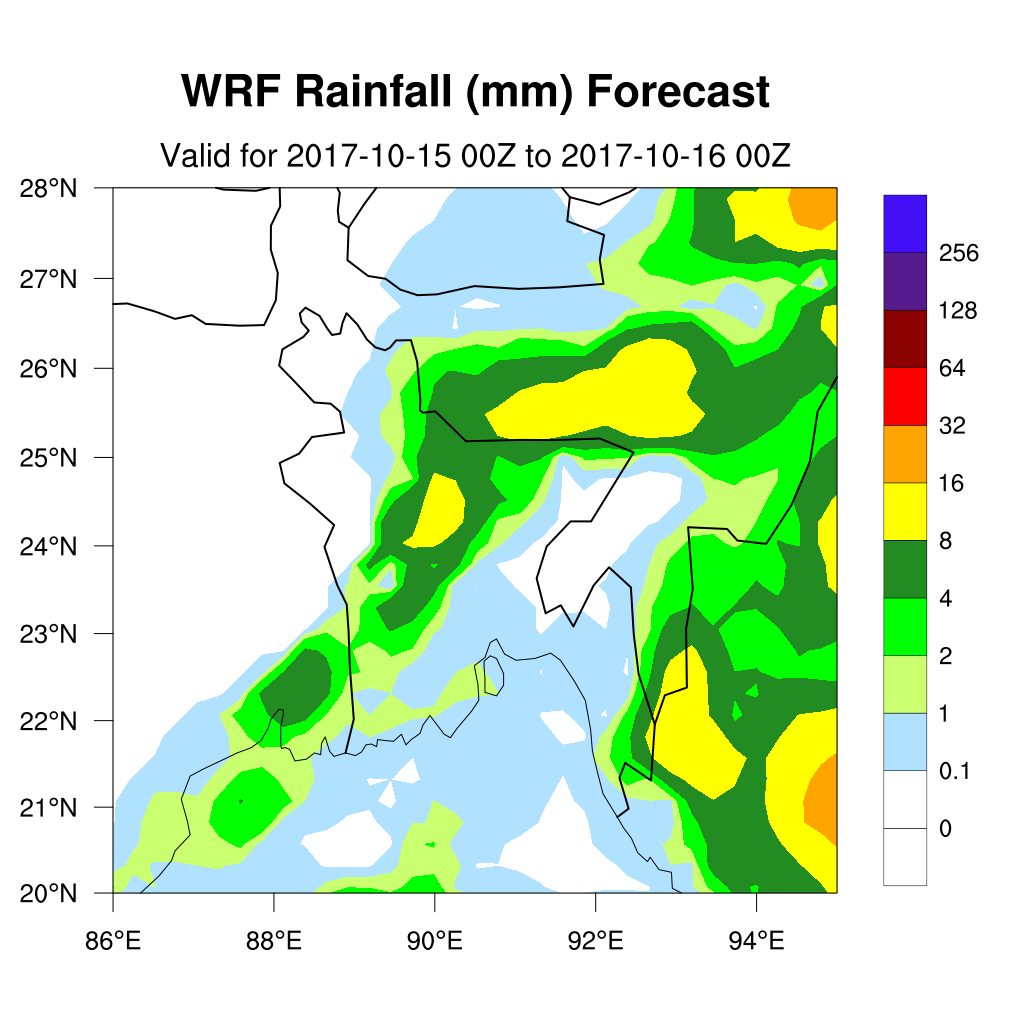 WRF Rainfall (mm) Forecast
Valid for 2017-10-15 00Z to 2017-10-16 00Z
28°N
27°N
26°N
25°N
24°N
23°N
22°N
21°N
20°N
86°E 88°E 90°E 92°E 94°E
256
128
64
32
16
8
4
2
1
0.1
0